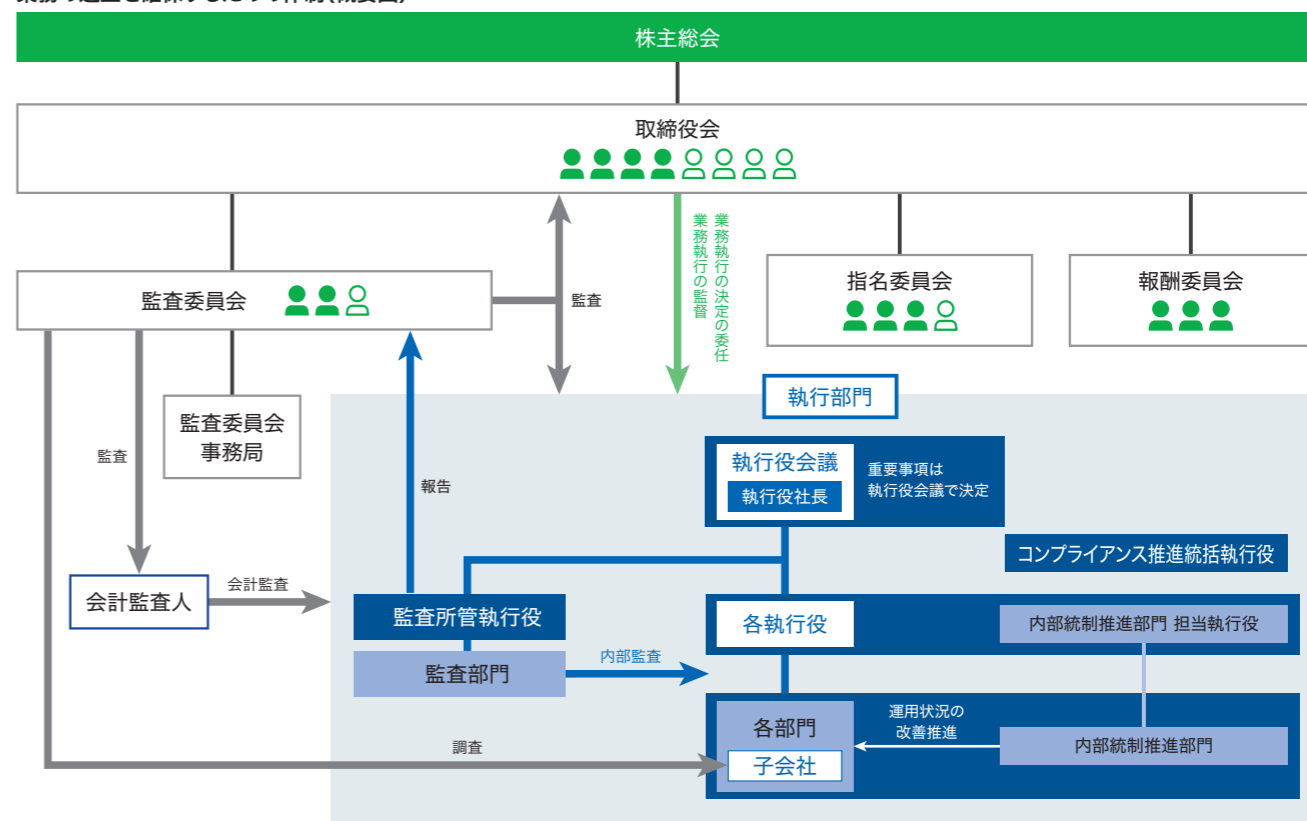 株主総会
取締役会
業務執行の決定の委任
業務執行の監督
監査
監査委員会
指名委員会
報酬委員会
監査委員会
事務局
監査
報告
執行部門
執行役会議
執行役社長
重要事項は
執行役会議で決定
コンプライアンス推進統括執行役
会計監査人
会計監査
監査所管執行役
各執行役
内部統制推進部門 担当執行役
監査部門
内部監査
各部門
子会社
運用状況の
改善推進
内部統制推進部門
調査